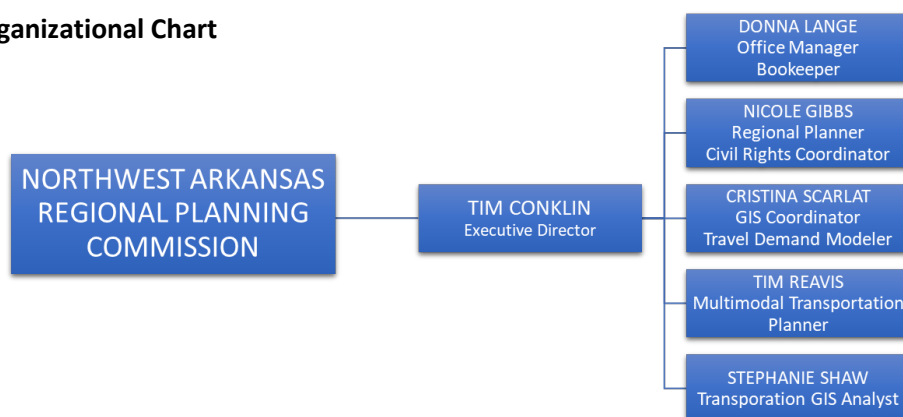 ganizational Chart
NORTHWEST ARKANSAS
REGIONAL PLANNING
COMMISSION
TIM CONKLIN
Executive Director
DONNA LANGE
Office Manager
Bookeeper
NICOLE GIBBS
Regional Planner
Civil Rights Coordinator
CRISTINA SCARLAT
GIS Coordinator
Travel Demand Modeler
TIM REAVIS
Multimodal Transportation
Planner
STEPHANIE SHAW
Transporation GIS Analyst